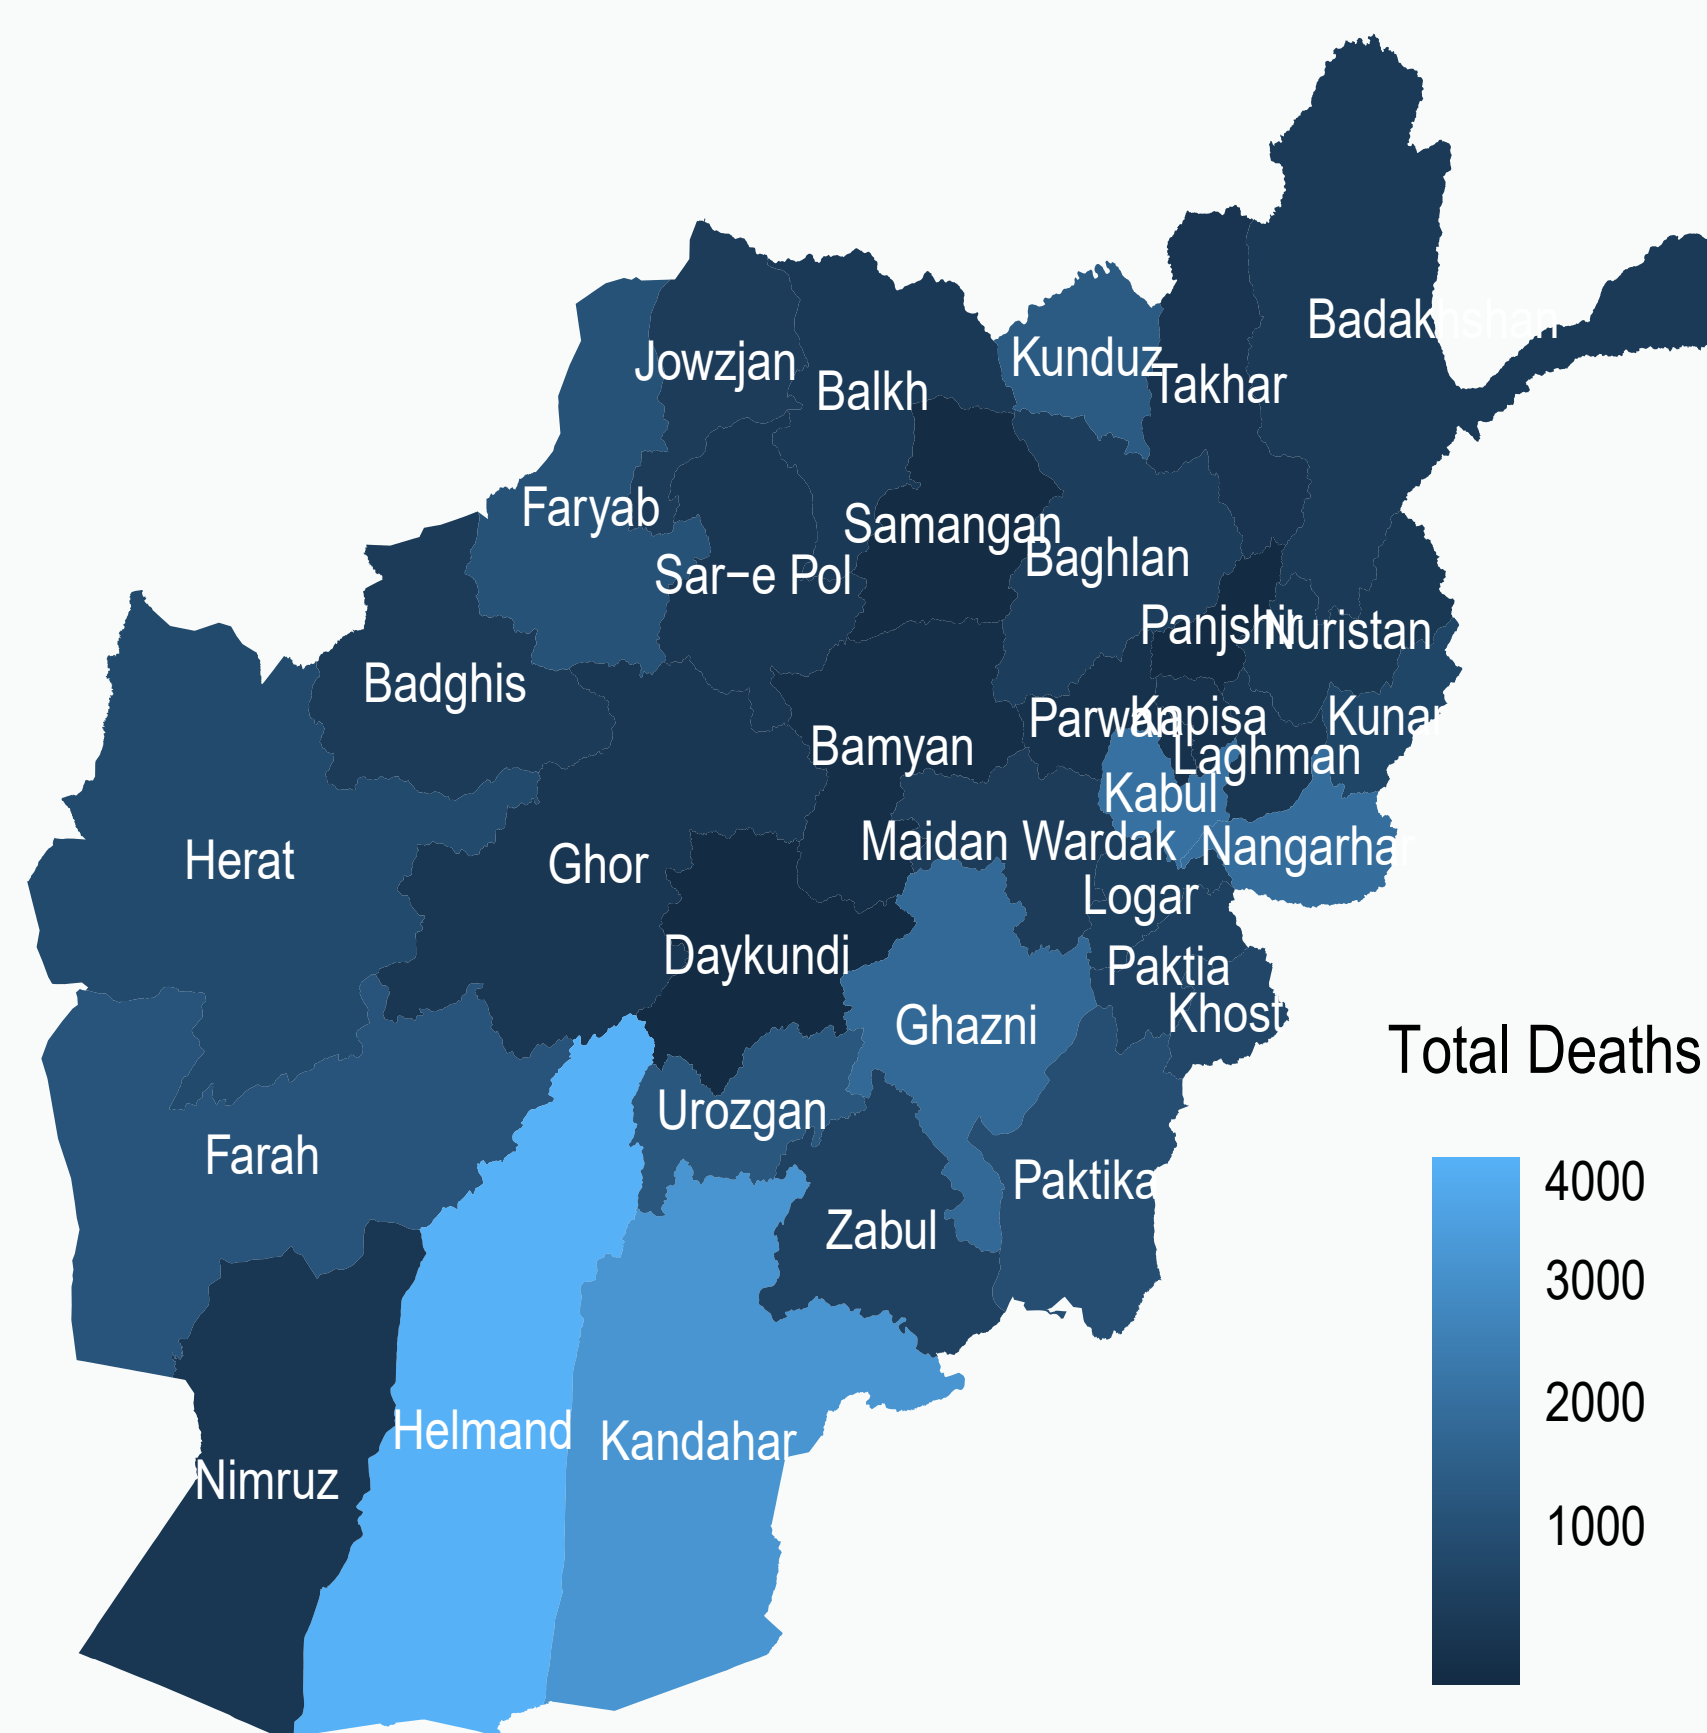 Badakhshan
Jowzjan
Kunduz
Balkh
Takhar
Faryab
Samangan
Baghlan
Sar−e Pol
Panjshir
Nuristan
Badghis
Parwan
Kapisa
Kunar
Bamyan
Laghman
Kabul
Herat
Ghor
Maidan Wardak
Nangarhar
Logar
Daykundi
Paktia
Ghazni
Khost
Total Deaths
Urozgan
Farah
Paktika
4000
Zabul
3000
2000
Helmand
Kandahar
Nimruz
1000